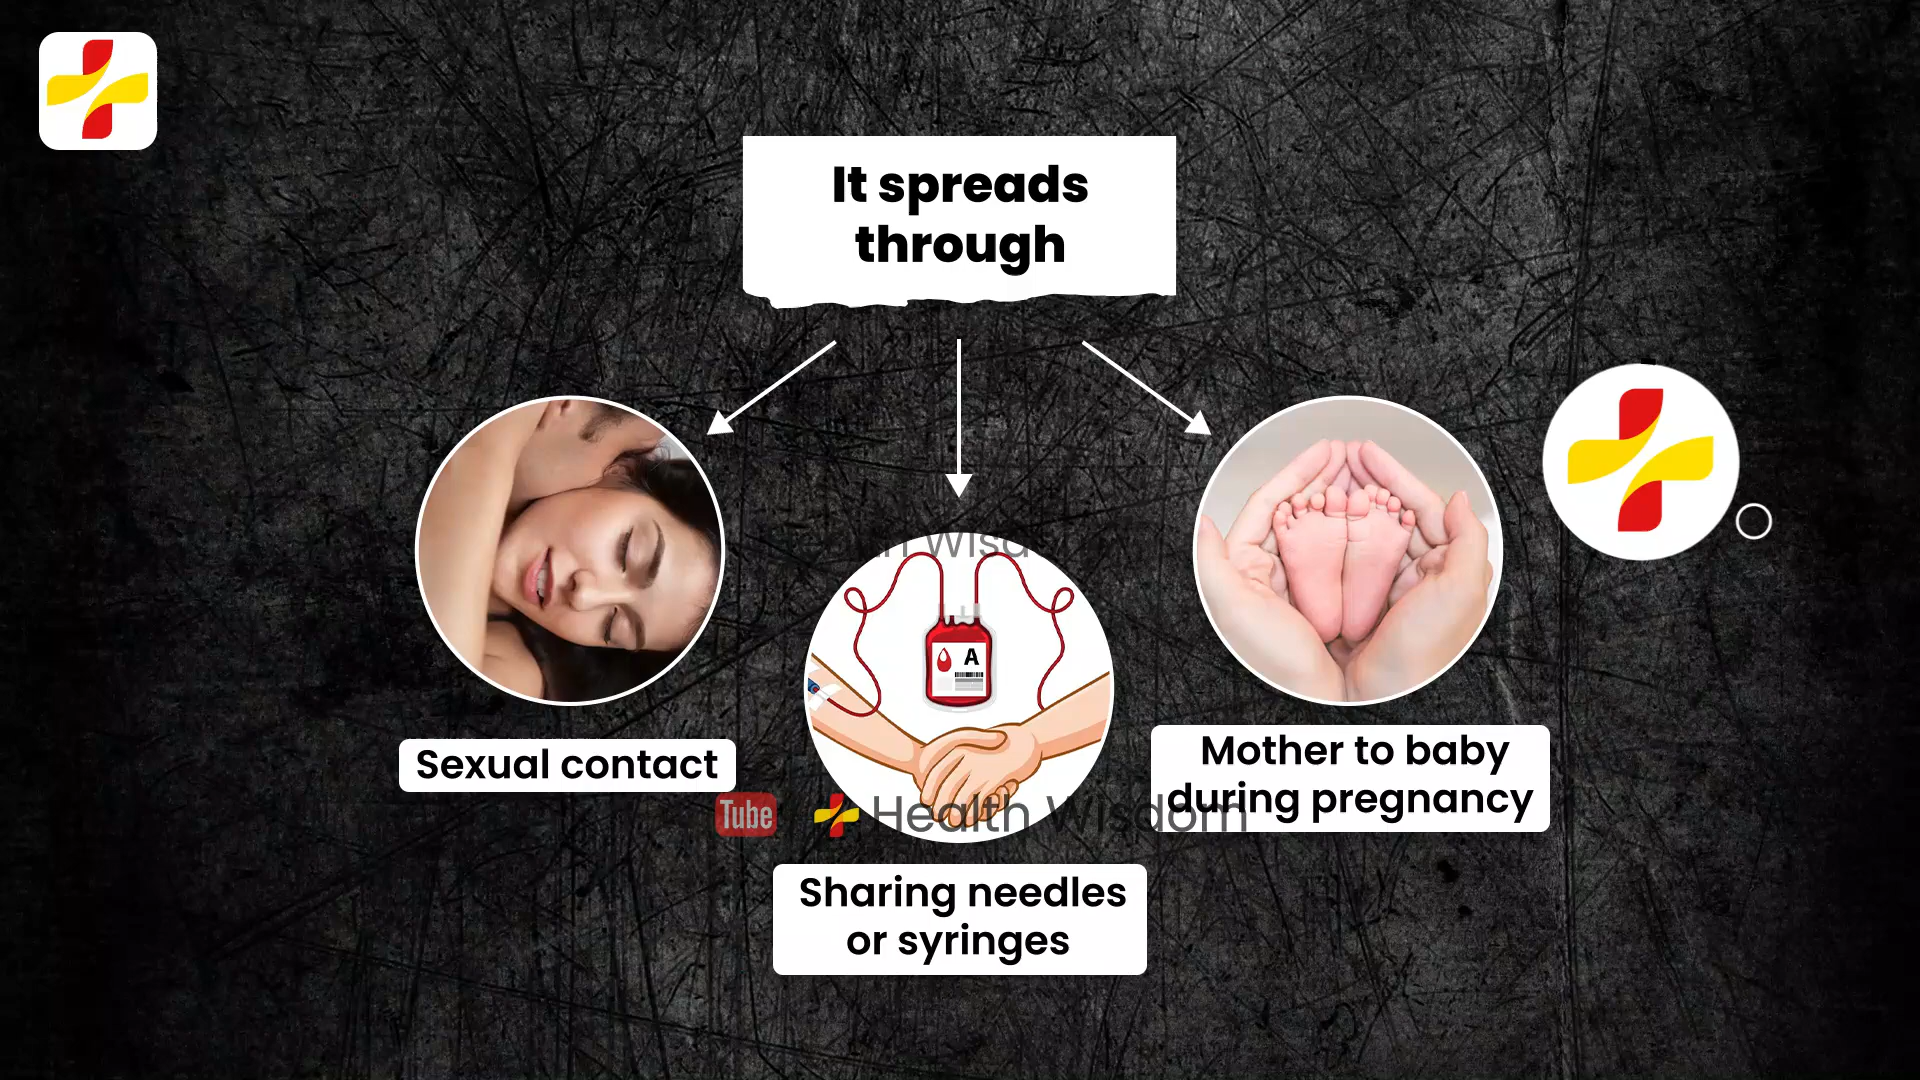 It spreads
through
Sexual contact
A
Mother to baby
during pregnancy
Tube
Health Wisdom
Sharing needles
or syringes